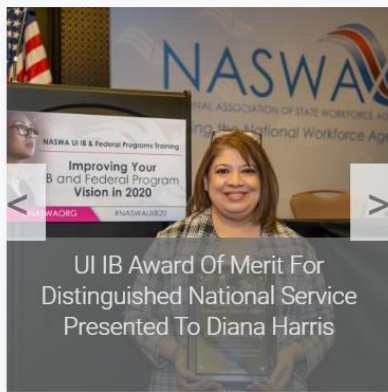 NASWA
NAL ASSOCIATION OF STATE WORKFORCE AG
ng the National Workforce Age
NASWA UI IB & Federal Programs Training
Improving Your
IB and Federal Program
Vision in 2020
NASWAORG #NASWAUIIB20
< >
UI IB Award Of Merit For
Distinguished National Service
Presented To Diana Harris